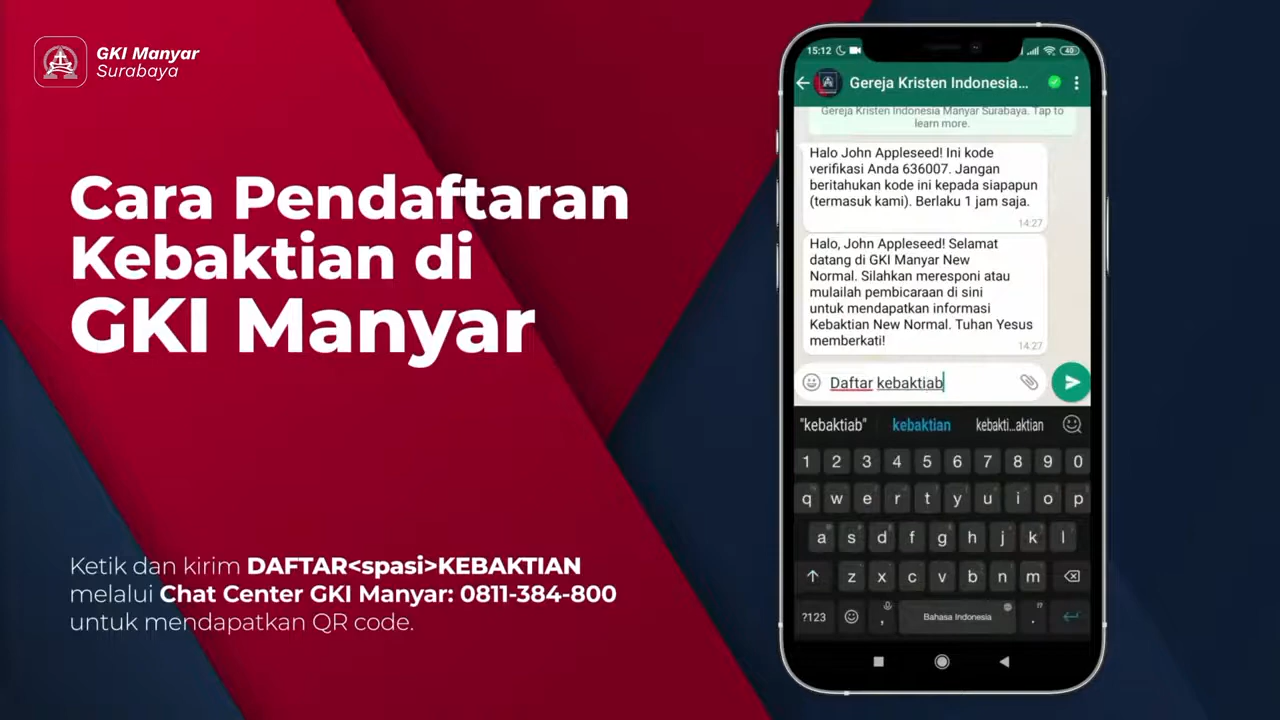 GKI Manyar
Surabaya
Cara Pendaftaran
Kebaktian di
GKI Manyar
Ketik dan kirim DAFTAR<spasi>KEBAKTIAN
melalui Chat Center GKI Manyar: 0811-384-800
untuk mendapatkan QR code.
15:12
40
Gereja Kristen Indonesia...
Gereja Kristen Indonesia Manyar Surabaya. Tap to
learn more.
Halo John Appleseed! Ini kode
verifikasi Anda 636007. Jangan
beritahukan kode ini kepada siapapun
(termasuk kami). Berlaku 1 jam saja.
14:27
Halo, John Appleseed! Selamat
datang di GKI Manyar New
Normal. Silahkan meresponi atau
mulailah pembicaraan di sini
untuk mendapatkan informasi
Kebaktian New Normal. Tuhan Yesus
memberkati!
14:27
Daftar kebaktiab
"kebaktiab" kebaktian kebakti...aktian
1 2 3 4 5 6 7 8 9 0
q w e r t y u i o p
a s d f g h j k l
z x c v b n m
?123 , Bahasa Indonesia . !?